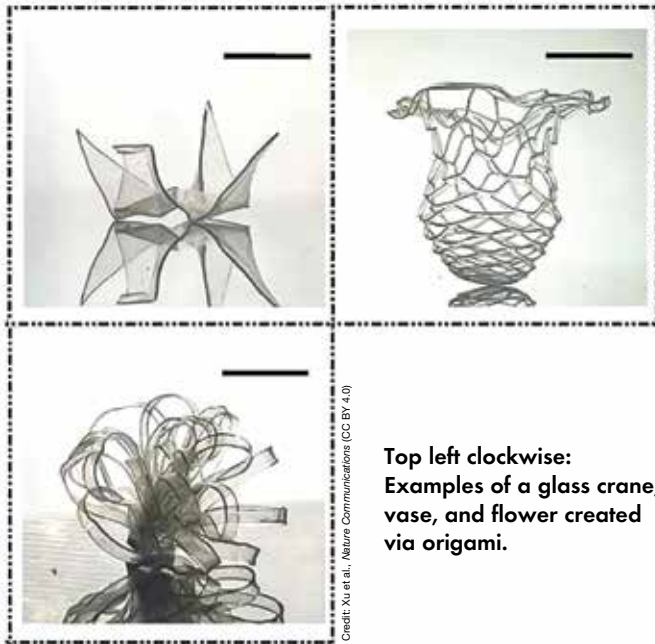 Credit: Xu et al., Nature Communications (CC BY 4.0)
Top left clockwise:
Examples of a glass crane,
vase, and flower created
via origami.